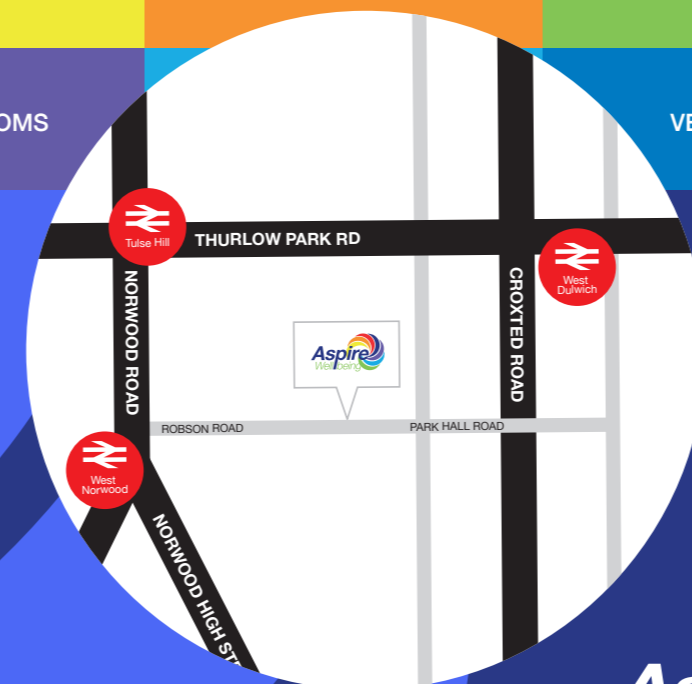 OMS
VE
Tulse Hill
THURLOW PARK RD
West
Dulwich
NORWOOD ROAD
CROXTED ROAD
Aspire
Wellbeing
ROBSON ROAD
PARK HALL ROAD
West
Norwood
NORWOOD HIGH ST